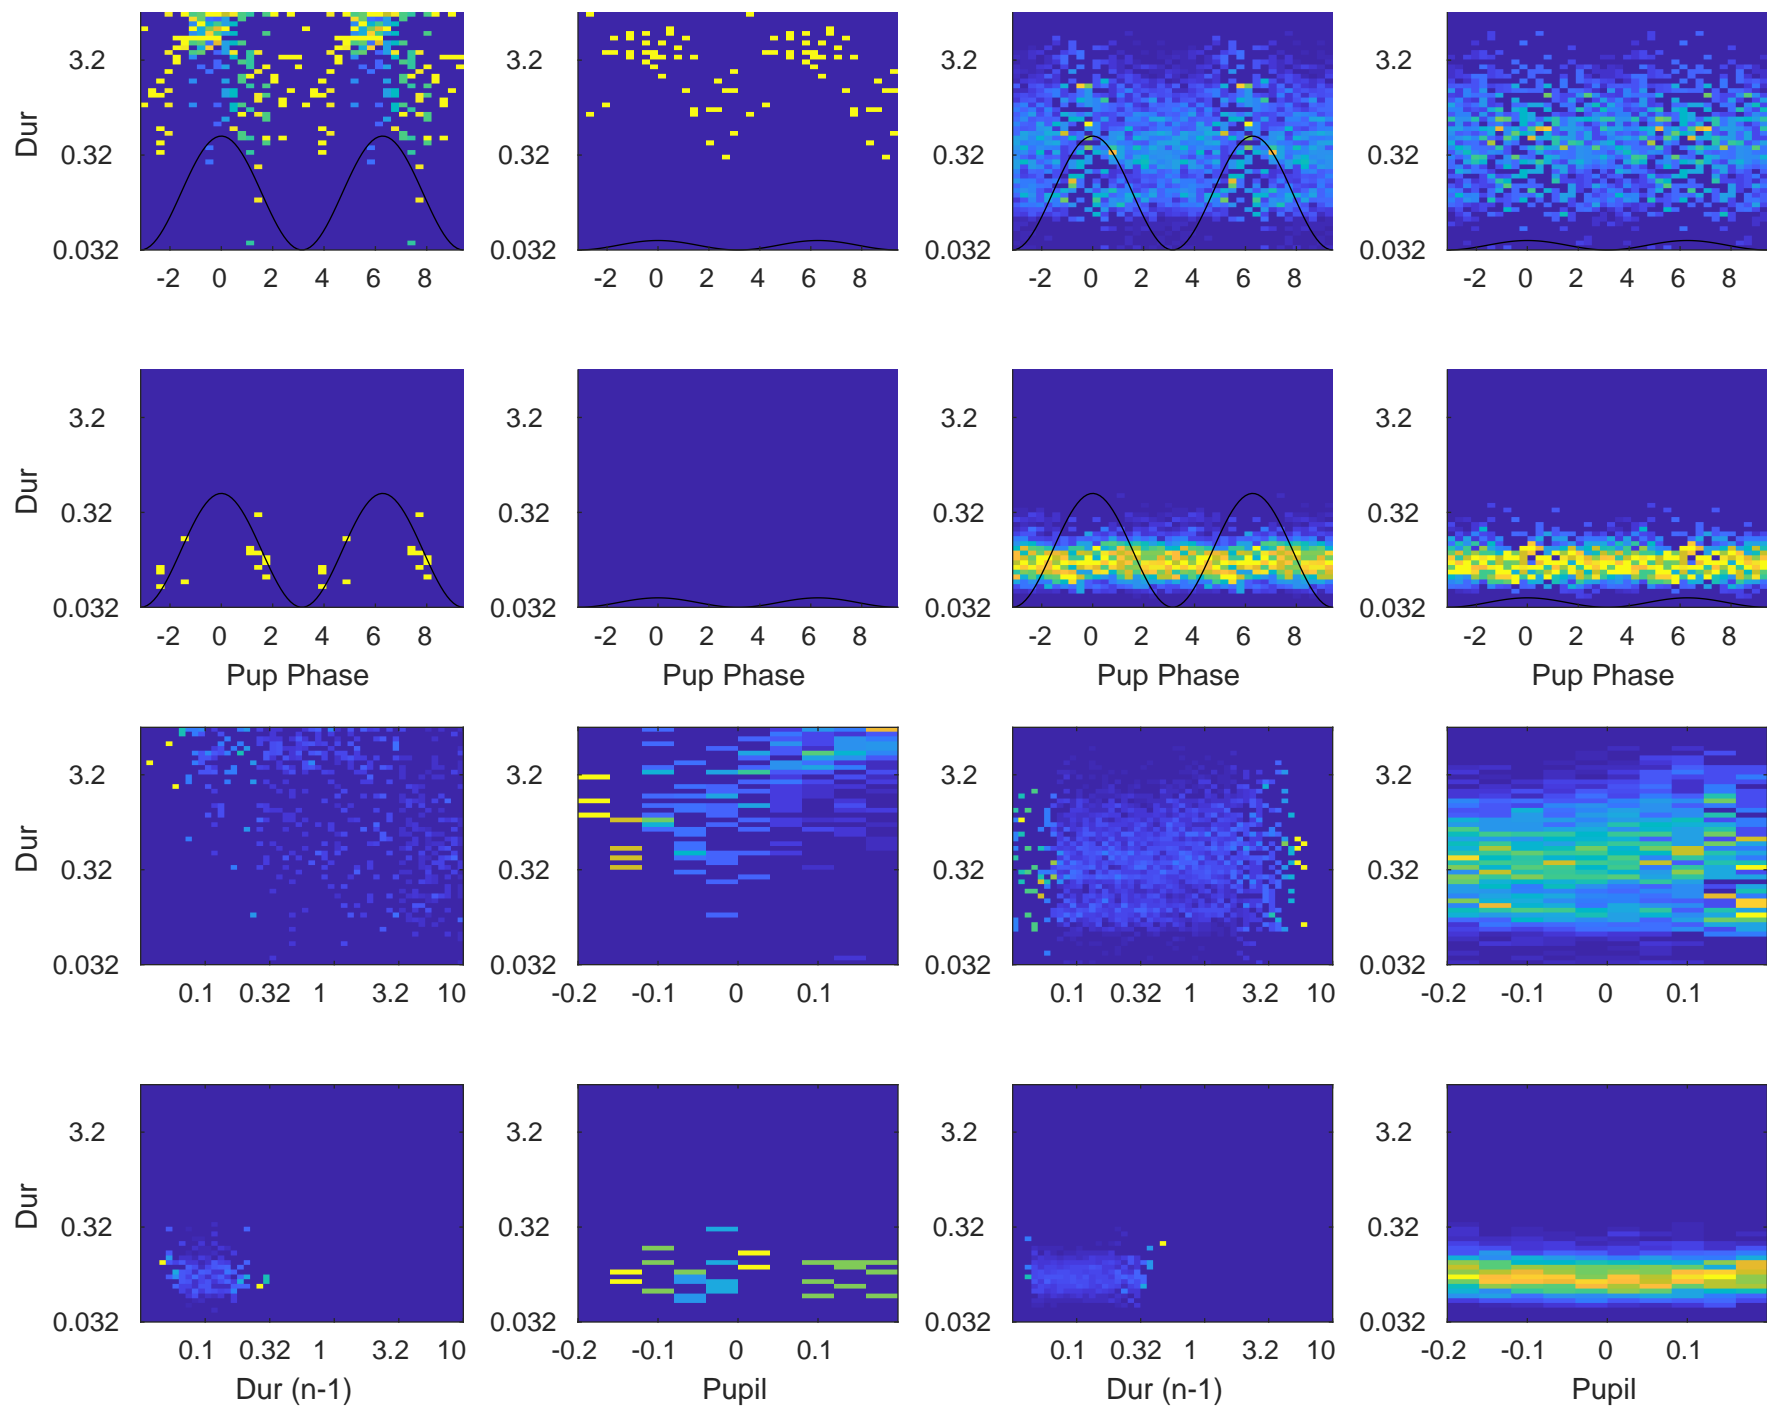 3.2 3.2 3.2 3.2
Dur
0.32 0.32 0.32 0.32
0.032 0.032 0.032 0.032
-2 0 2 4 6 8 -2 0 2 4 6 8 -2 0 2 4 6 8 -2 0 2 4 6 8
3.2 3.2 3.2 3.2
Dur
0.32 0.32 0.32 0.32
0.032 0.032 0.032 0.032
-2 0 2 4 6 8 -2 0 2 4 6 8 -2 0 2 4 6 8 -2 0 2 4 6 8
Pup Phase Pup Phase Pup Phase Pup Phase
3.2 3.2 3.2 3.2
Dur
0.32 0.32 0.32 0.32
0.032 0.032 0.032 0.032
0.1 0.32 1 3.2 10 -0.2 -0.1 0 0.1 0.1 0.32 1 3.2 10 -0.2 -0.1 0 0.1
3.2 3.2 3.2 3.2
Dur
0.32 0.32 0.32 0.32
0.032 0.032 0.032 0.032
0.1 0.32 1 3.2 10 -0.2 -0.1 0 0.1 0.1 0.32 1 3.2 10 -0.2 -0.1 0 0.1
Dur (n-1) Pupil Dur (n-1) Pupil